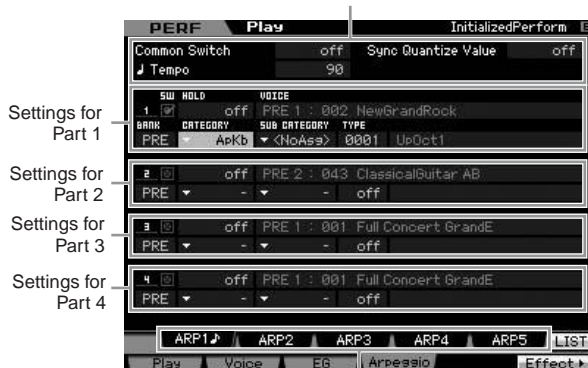 PERF Play InitializedPerform
Common Switch off Sync Quantize Value off
♩ Tempo 90
SW HOLD VOICE
Settings for Part 1
1 off PRE 1 : 002 NewGrandRock
BANK CATEGORY SUB CATEGORY TYPE
PRE ▼ ApKb ▼ <NoAsg> 0001 UpOct1
Settings for Part 2
2 off PRE 2 : 043 ClassicalGuitar AB
PRE ▼ - ▼ - off
Settings for Part 3
3 off PRE 1 : 001 Full Concert GrandE
PRE ▼ - ▼ - off
Settings for Part 4
4 off PRE 1 : 001 Full Concert GrandE
PRE ▼ - ▼ - off
ARP1♪ ARP2 ARP3 ARP4 ARP5 LIST
Play Voice EG Arpeggio Effect ▶